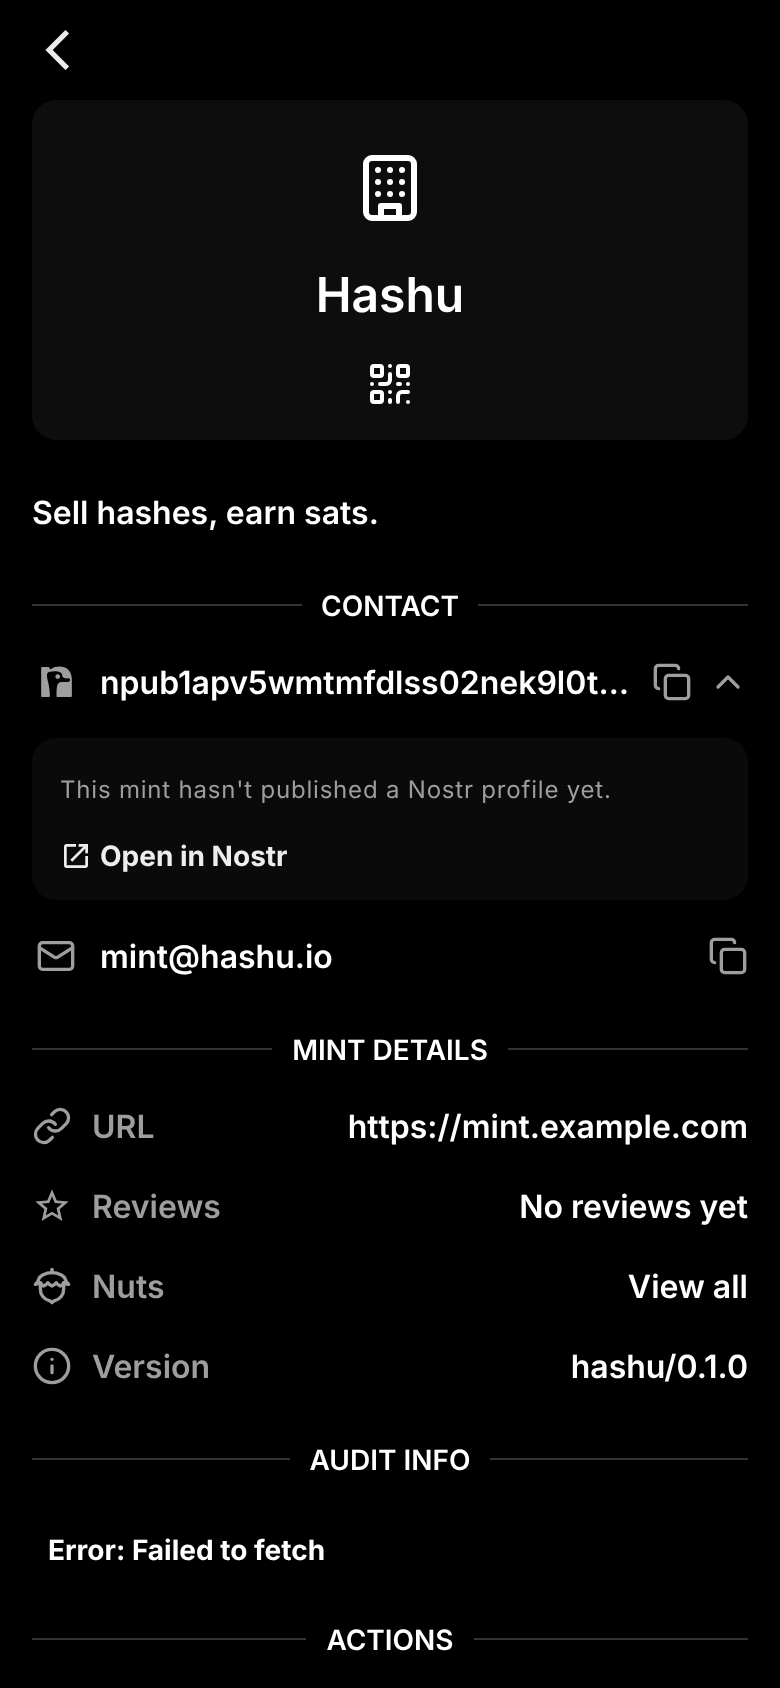 Hashu
Sell hashes, earn sats.
CONTACT
npub1apv5wmtmfdlss02nek9l0t...
This mint hasn't published a Nostr profile yet.
Open in Nostr
mint@hashu.io
MINT DETAILS
URL https://mint.example.com
Reviews No reviews yet
Nuts View all
Version hashu/0.1.0
AUDIT INFO
Error: Failed to fetch
ACTIONS